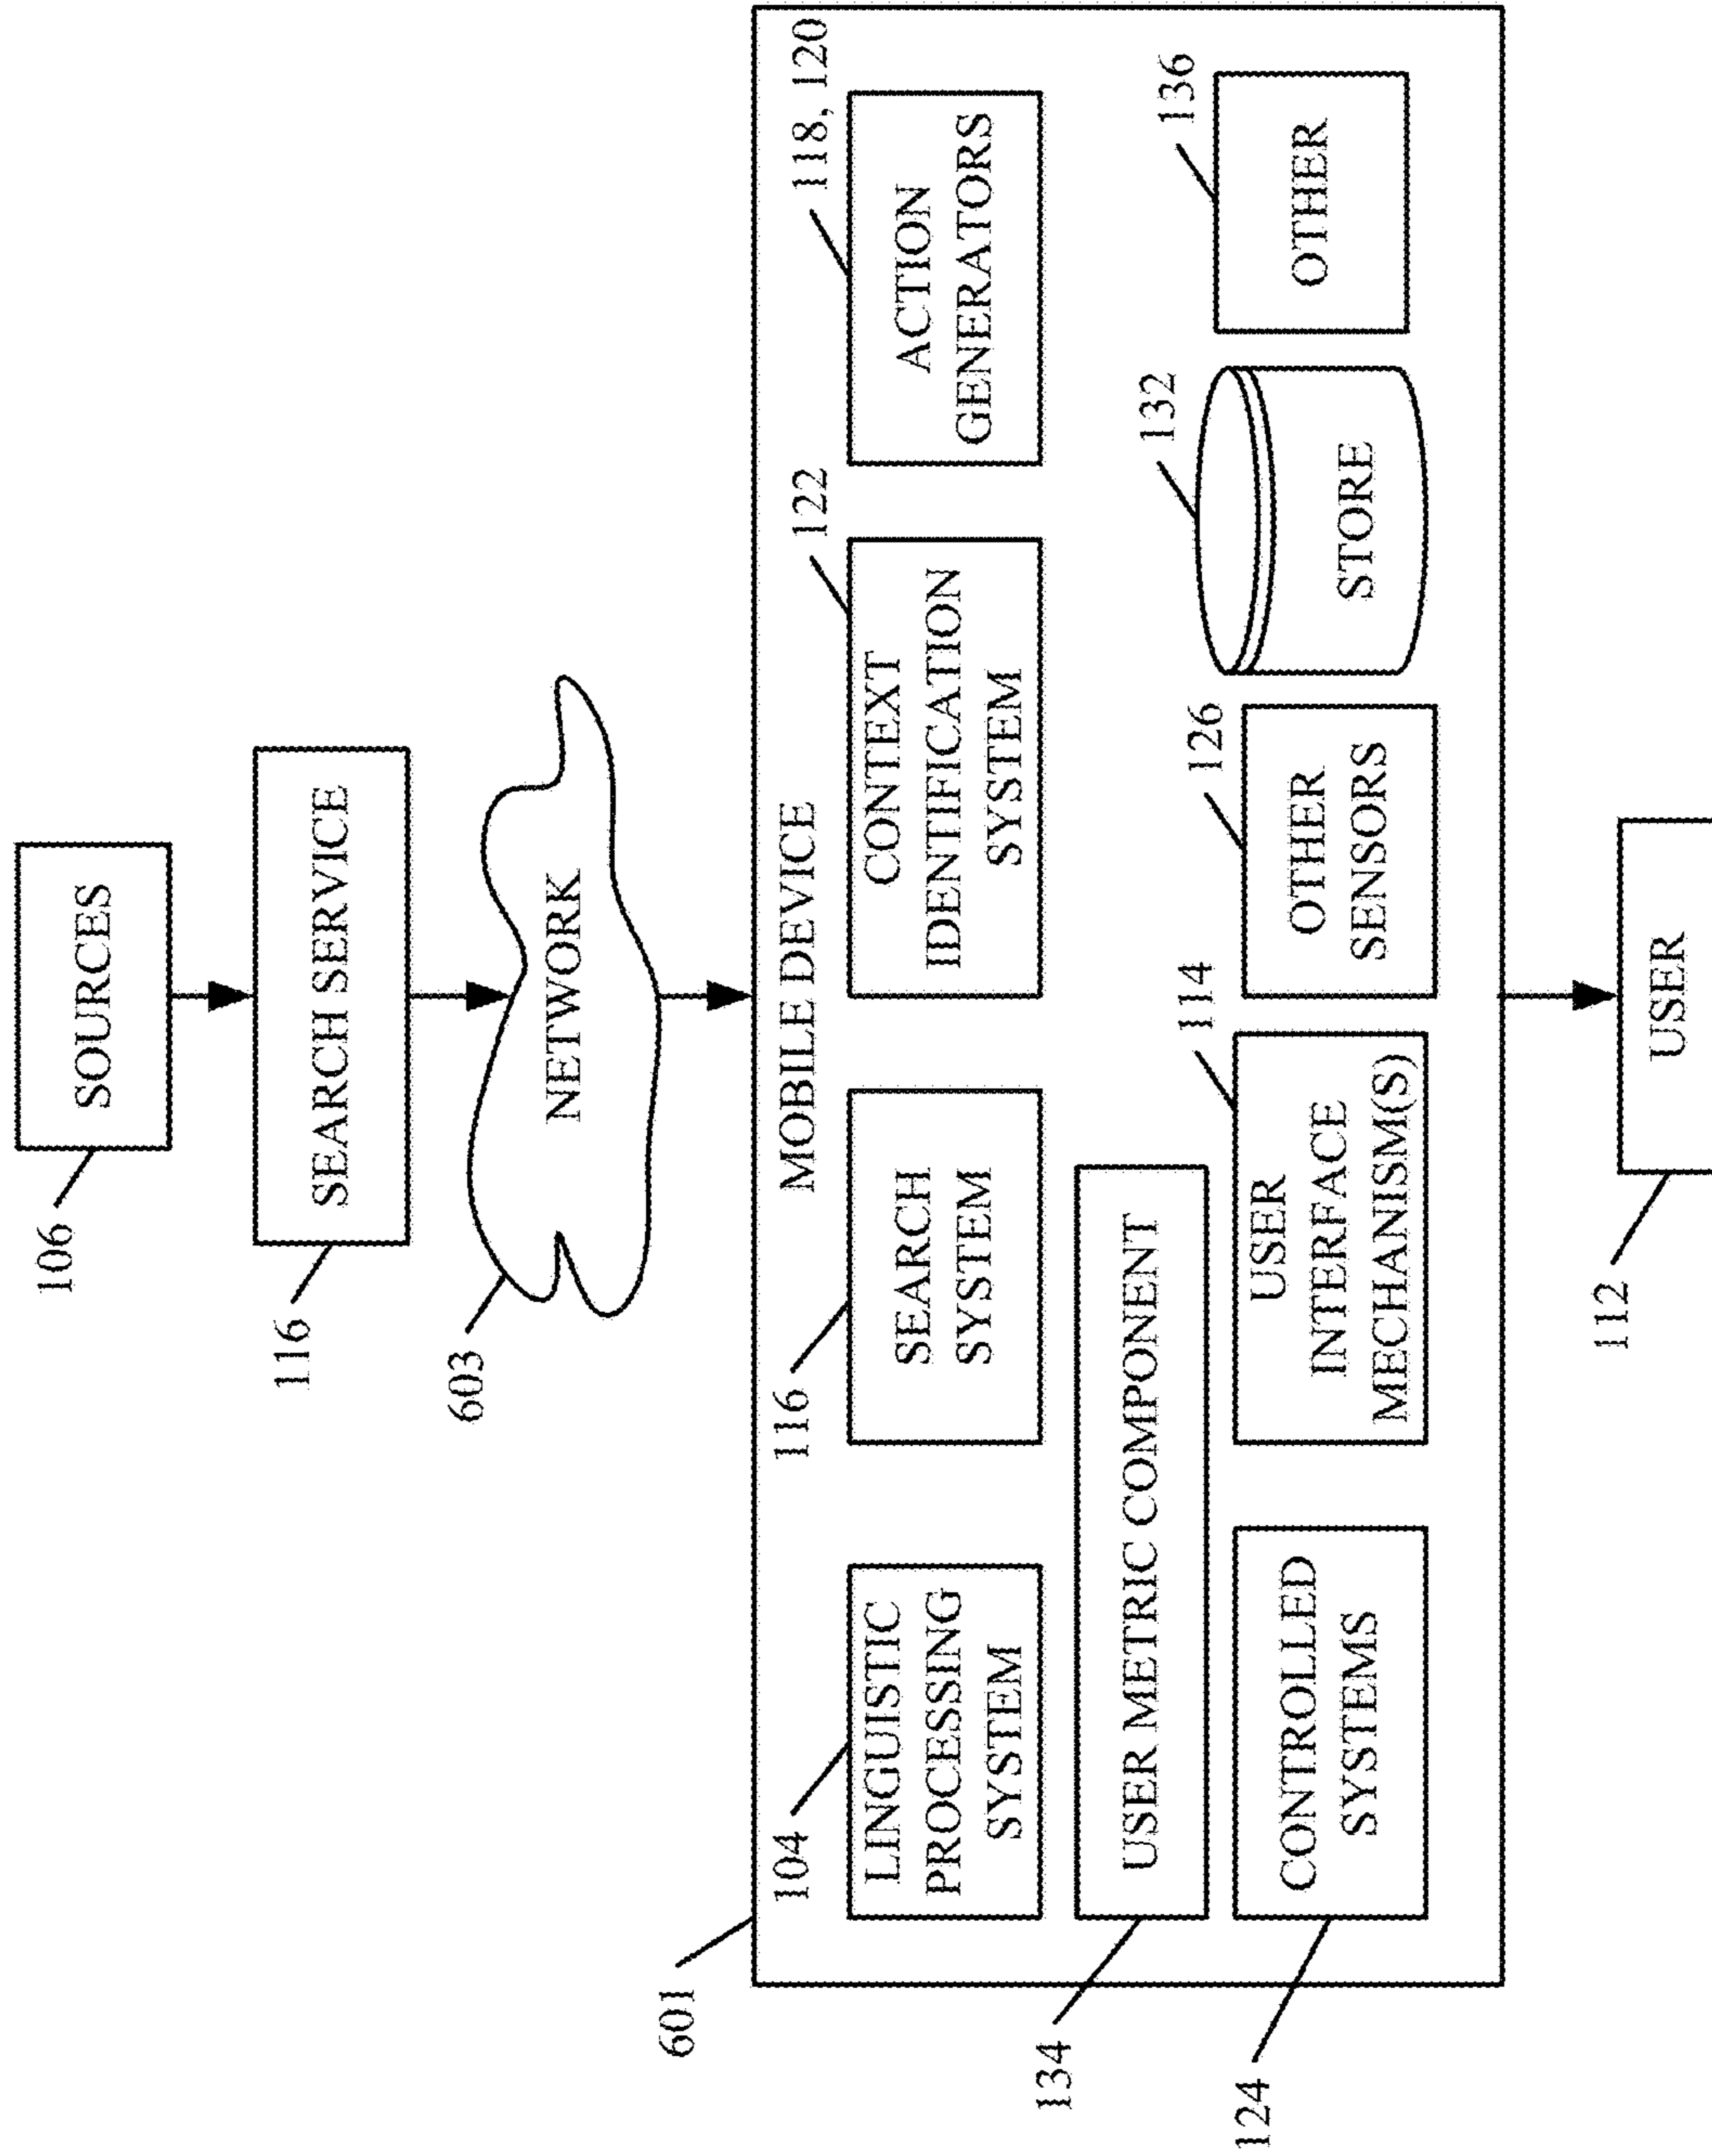 106
SOURCES
116
SEARCH SERVICE
603
NETWORK
601
MOBILE DEVICE
104
LINGUISTIC
PROCESSING
SYSTEM
116
SEARCH
SYSTEM
122
CONTEXT
IDENTIFICATION
SYSTEM
118, 120
ACTION
GENERATORS
134
USER METRIC COMPONENT
124
CONTROLLED
SYSTEMS
114
USER
INTERFACE
MECHANISM(S)
126
OTHER
SENSORS
132
STORE
136
OTHER
112
USER